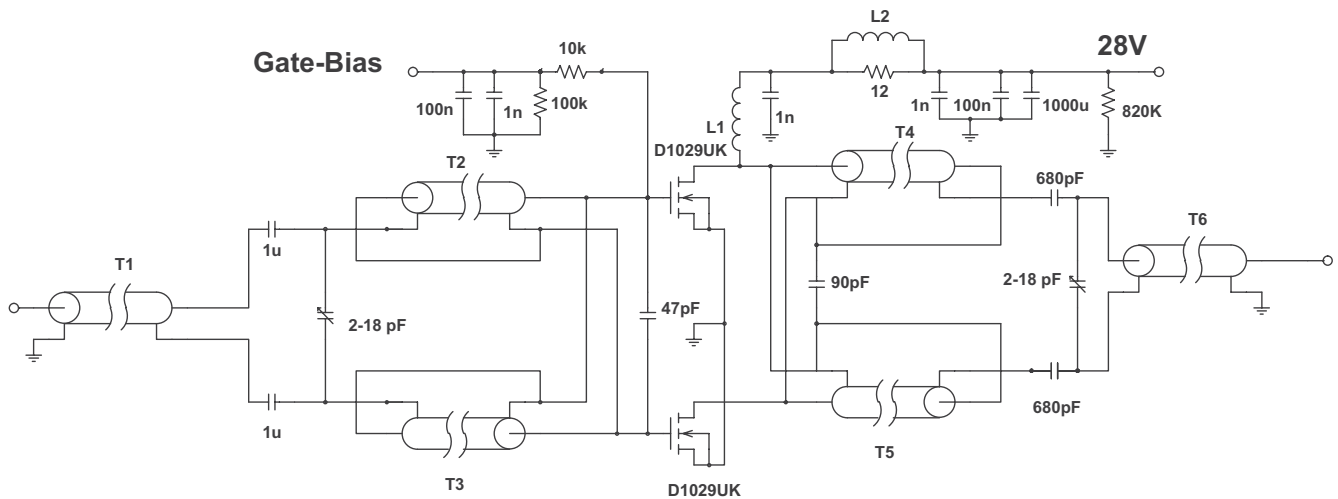 L2
Gate-Bias
10k
28V
12
100n
1n
100k
L1
1n
1n
100n
1000u
820K
D1029UK
T4
T2
680pF
1u
T6
T1
2-18 pF
47pF
90pF
2-18 pF
1u
680pF
T3
T5
D1029UK